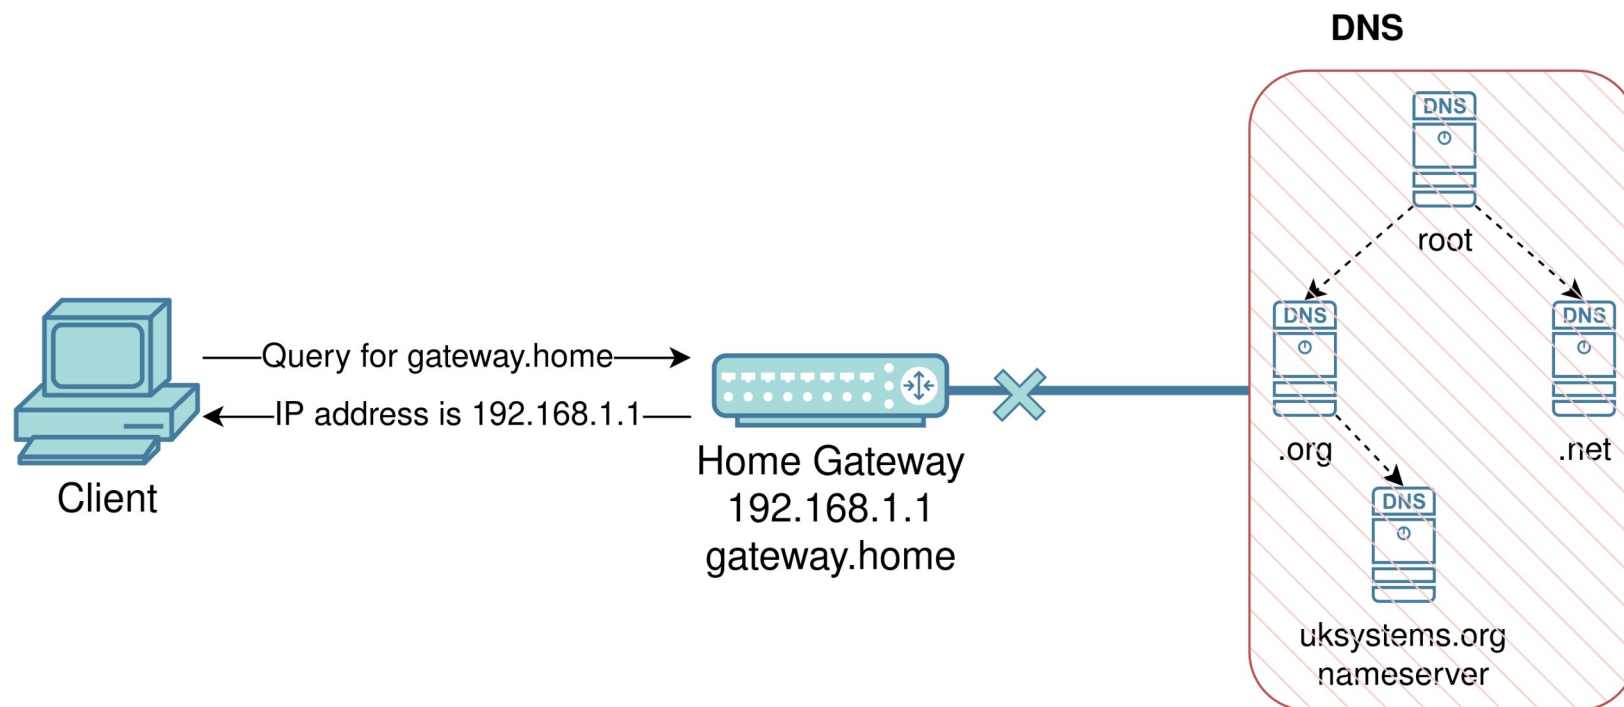 DNS
DNS
root
DNS
DNS
.org
.net
DNS
uksystems.org
nameserver
Query for gateway.home
IP address is 192.168.1.1
Client
Home Gateway
192.168.1.1
gateway.home